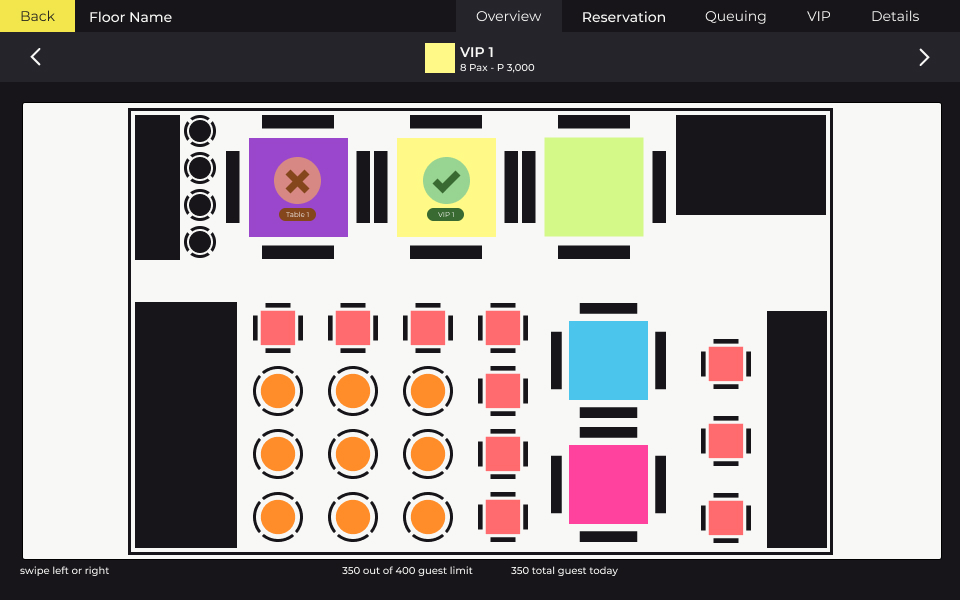 Back
Floor Name
Overview
Reservation
Queuing
VIP
Details
VIP 1
8 Pax - P 3,000
Table 1
VIP 1
swipe left or right
350 out of 400 guest limit
350 total guest today